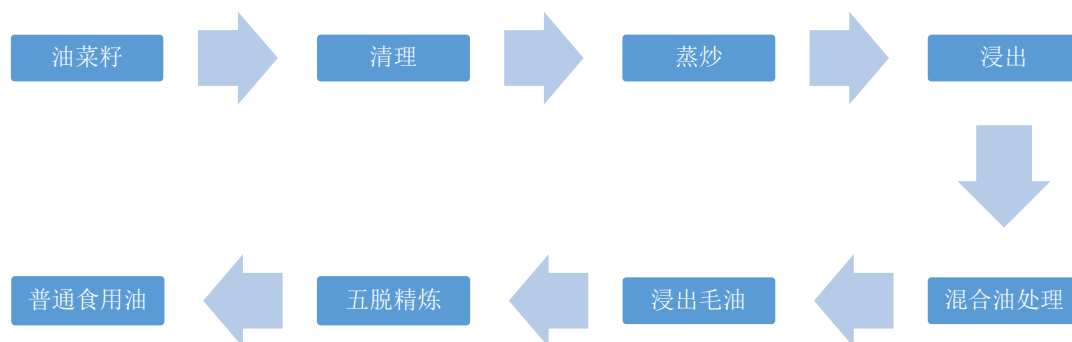 油菜籽
清理
蒸炒
浸出
混合油处理
浸出毛油
五脱精炼
普通食用油